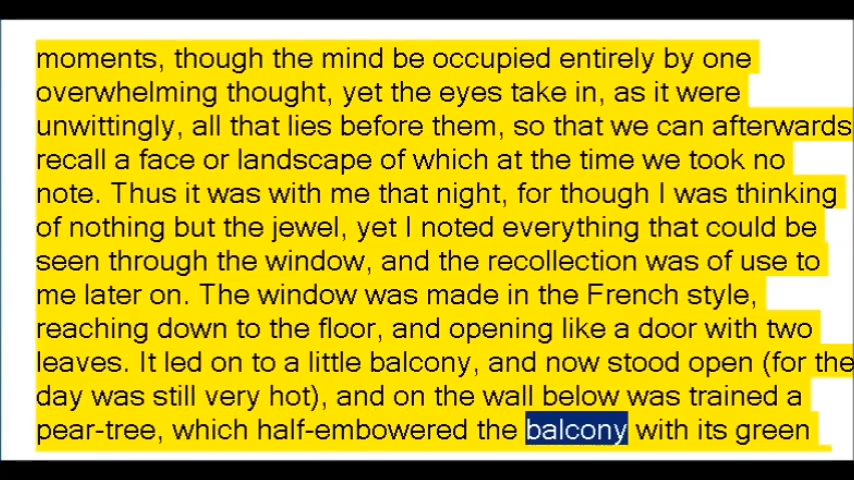 moments, though the mind be occupied entirely by one
overwhelming thought, yet the eyes take in, as it were
unwittingly, all that lies before them, so that we can afterwards
recall a face or landscape of which at the time we took no
note. Thus it was with me that night, for though I was thinking
of nothing but the jewel, yet I noted everything that could be
seen through the window, and the recollection was of use to
me later on. The window was made in the French style,
reaching down to the floor, and opening like a door with two
leaves. It led on to a little balcony, and now stood open (for the
day was still very hot), and on the wall below was trained a
pear-tree, which half-embowered the balcony with its green